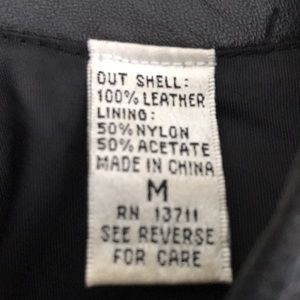 OUT SHELL:
100% LEATHER
LINING:
50% NYLON
50% ACETATE
MADE IN CHINA
M
RN 13711
SEE REVERSE
FOR CARE